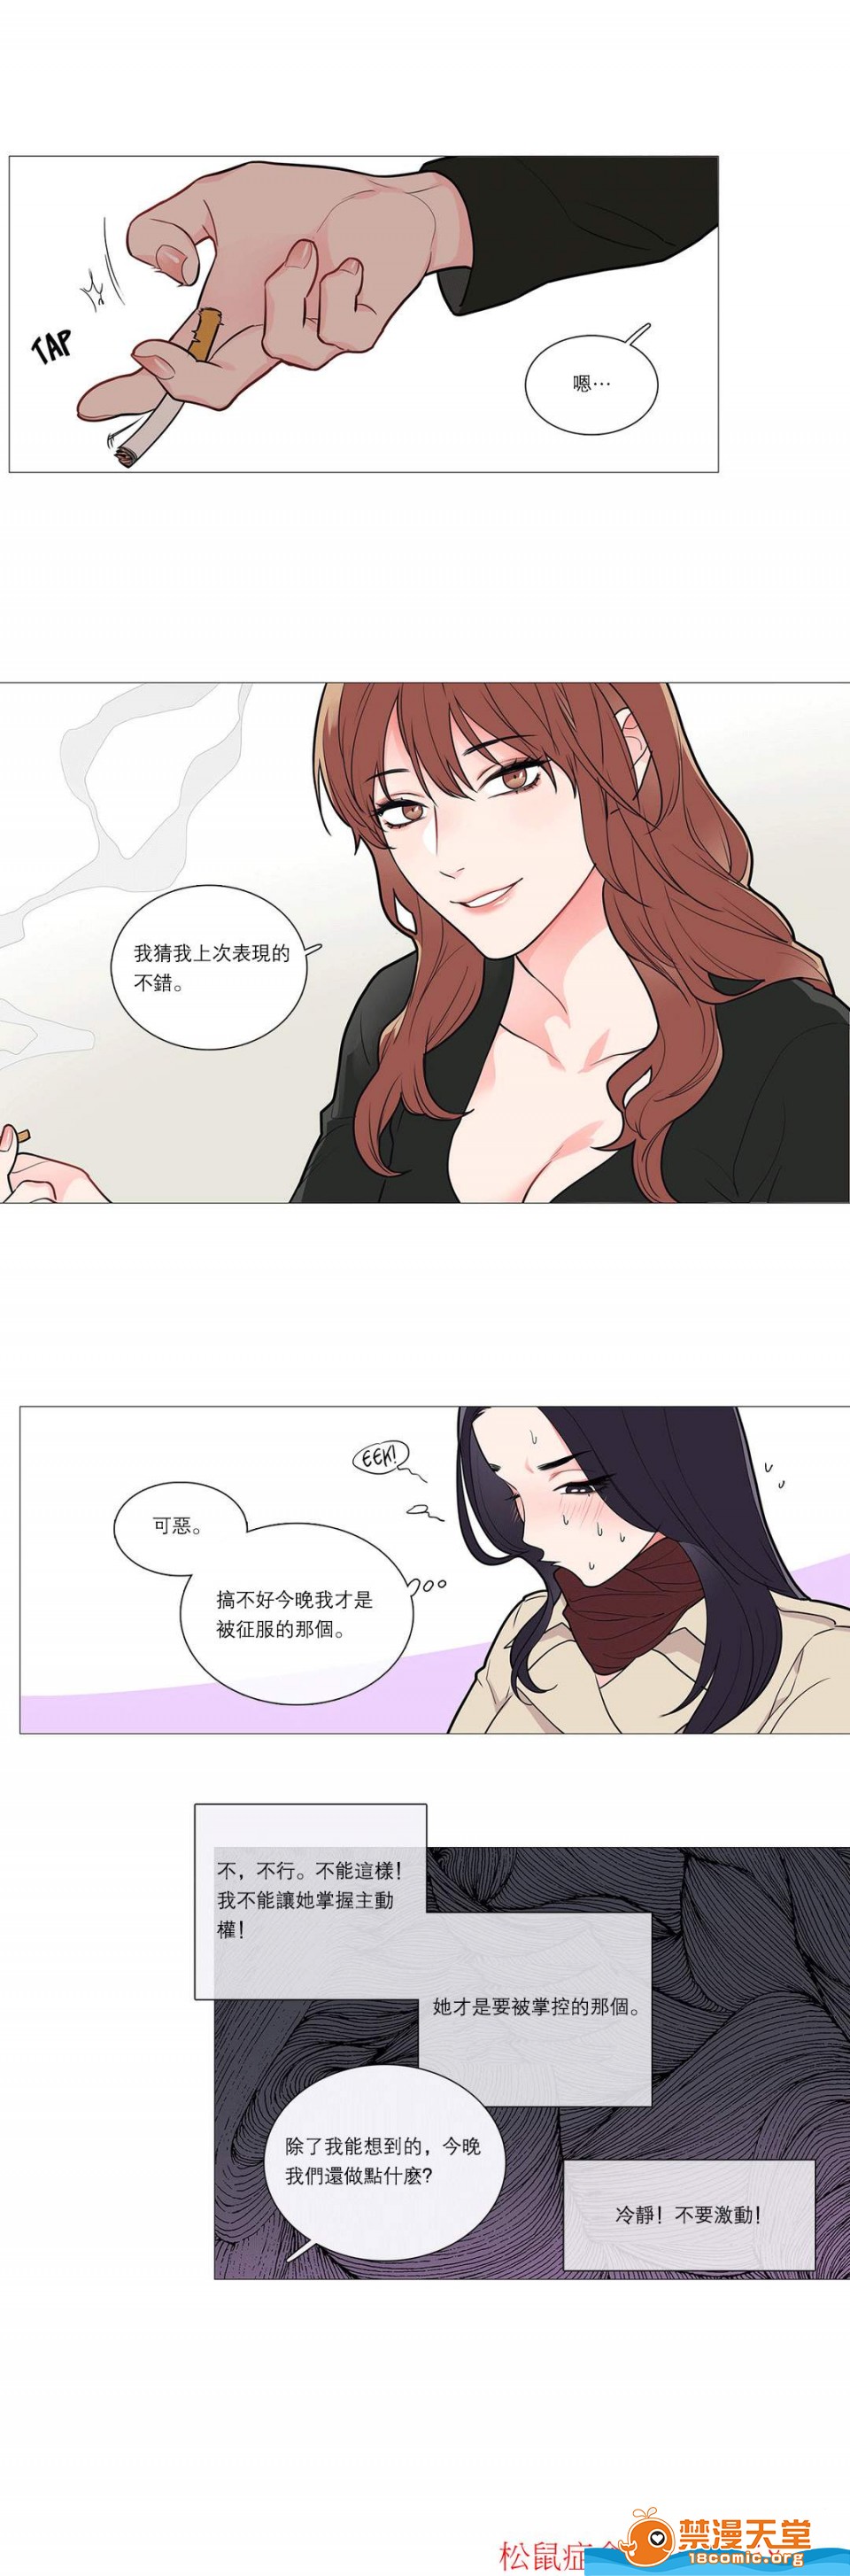 TAP
嗯…
我猜我上次表現的
不錯。
EEK!
可惡。
搞不好今晚我才是
被征服的那個。
不，不行。不能這樣！
我不能讓她掌握主動
權！
她才是要被掌控的那個。
除了我能想到的，今晚
我們還做點什麽?
冷靜！不要激動！
松鼠症
禁漫天堂
18comic.org